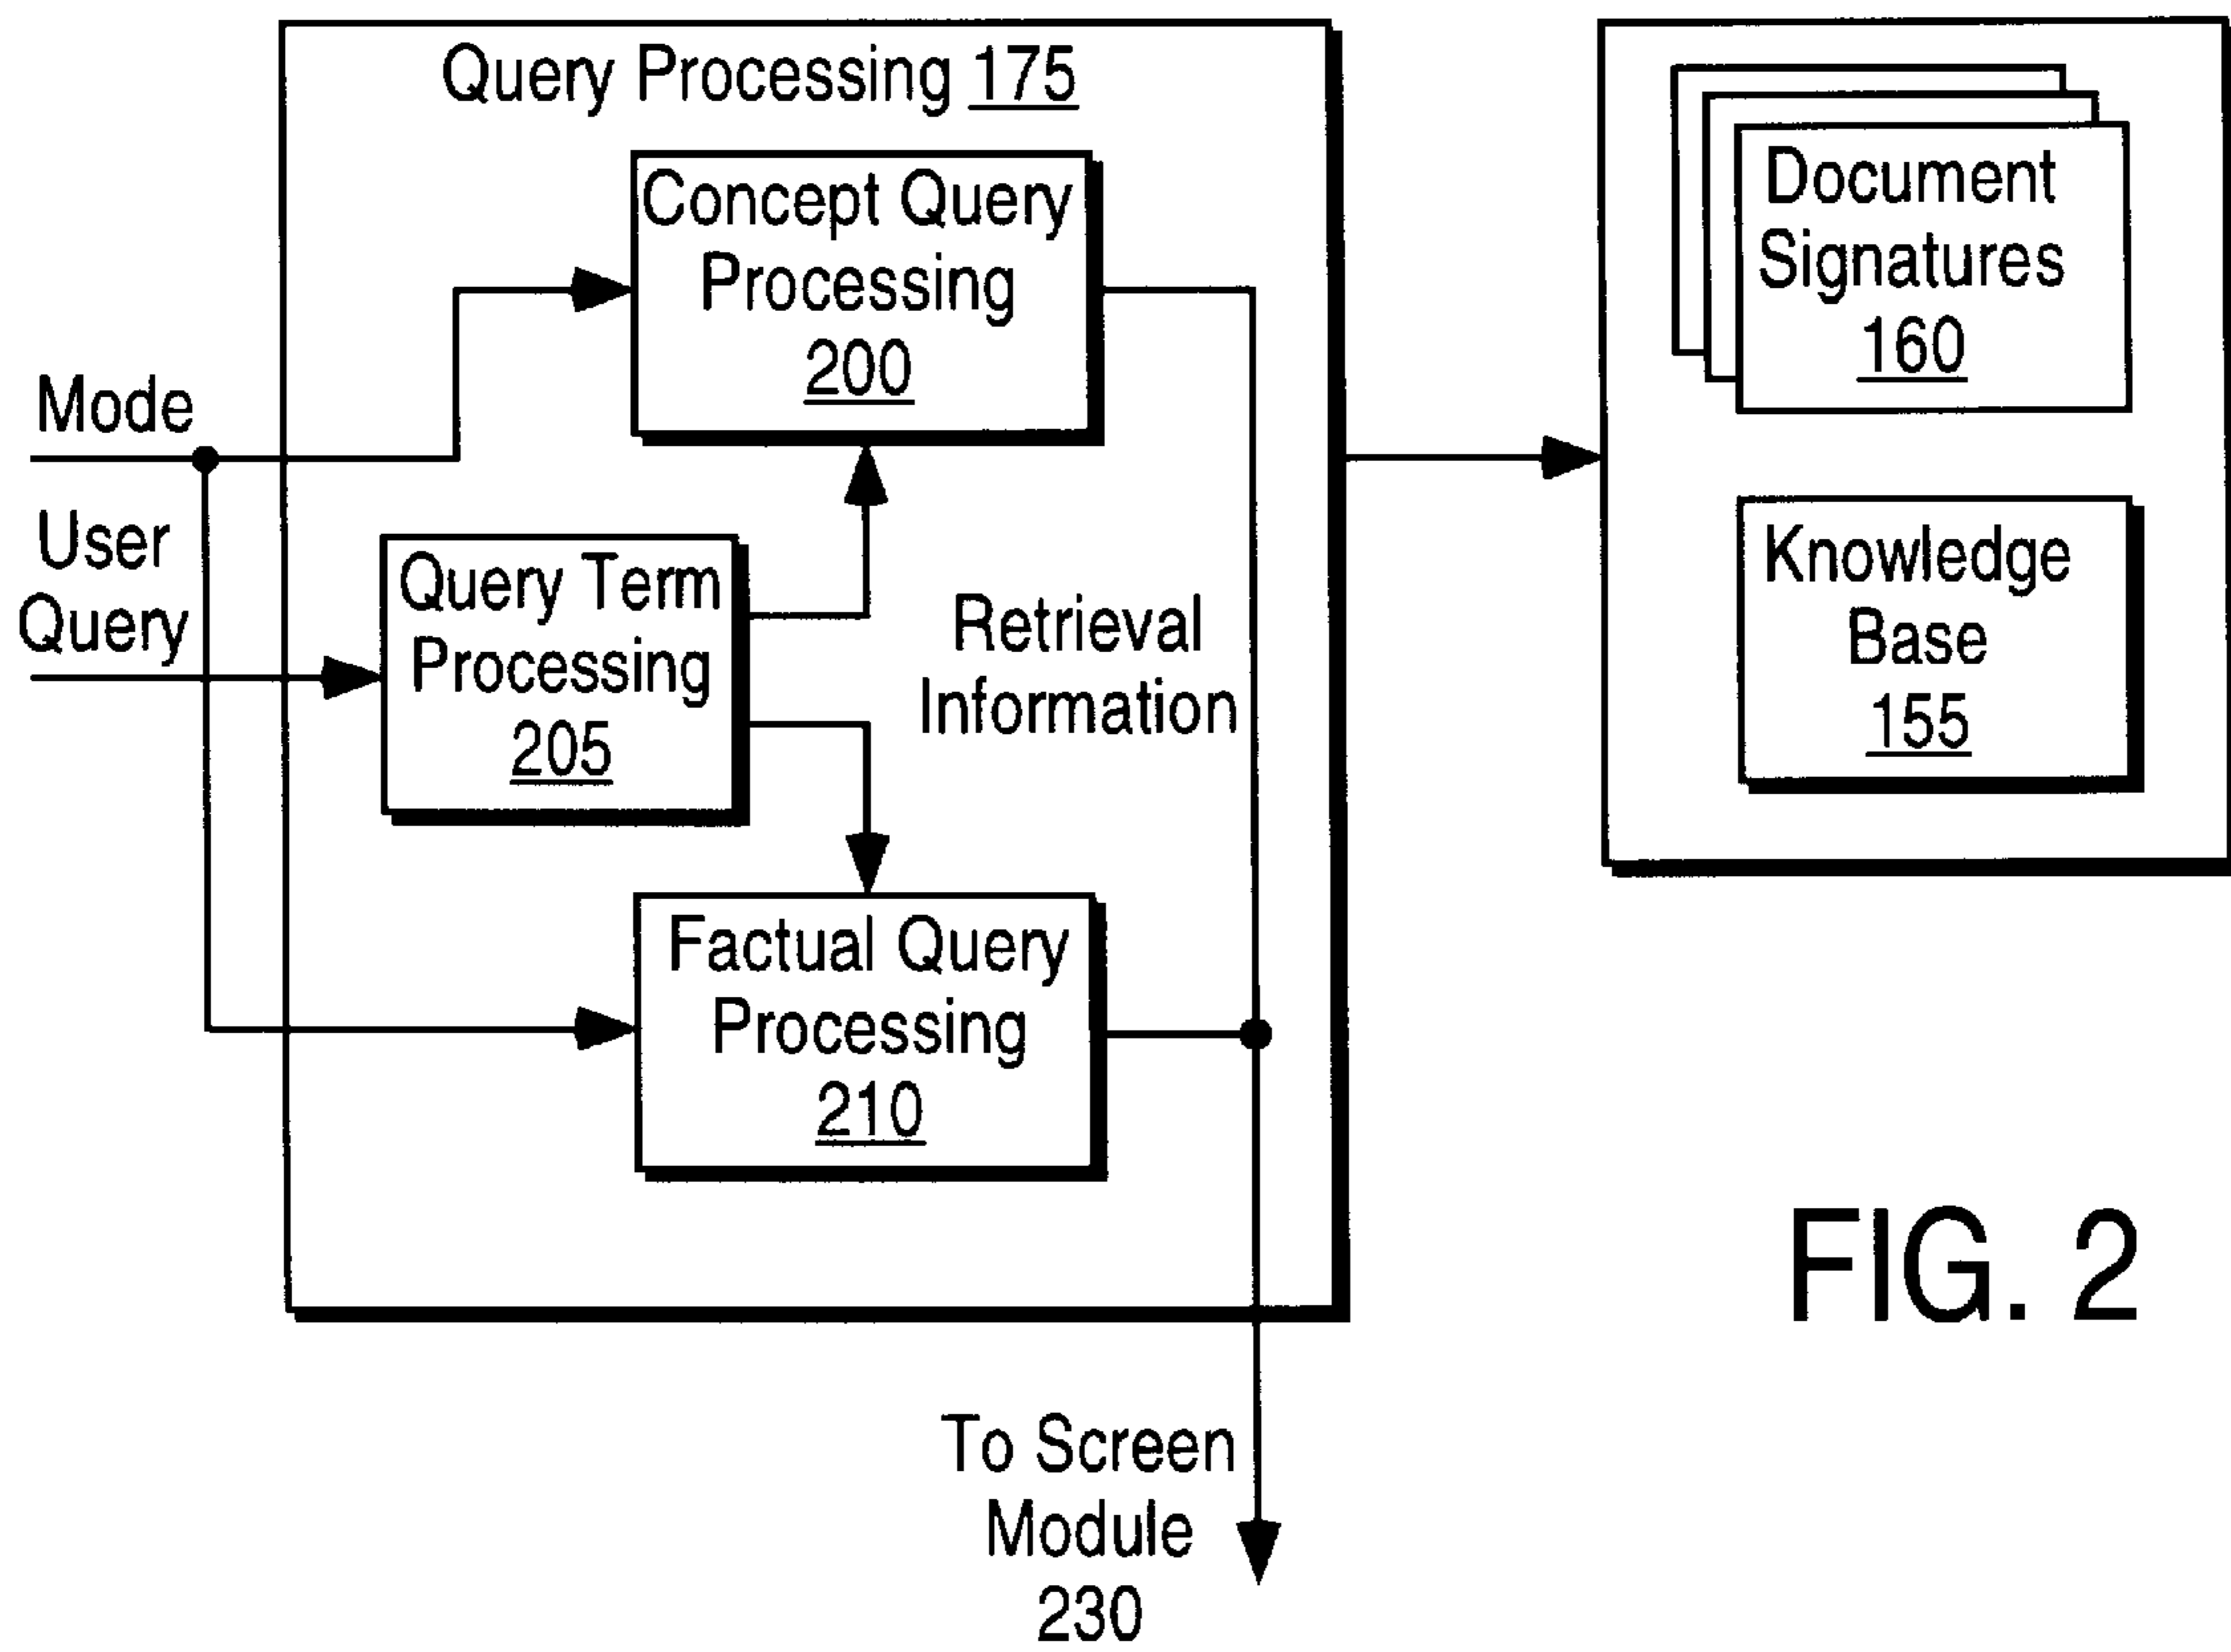 Query Processing 175
Concept Query
Processing
200
Document
Signatures
160
Mode
User
Query
Query Term
Processing
205
Retrieval
Information
Knowledge
Base
155
Factual Query
Processing
210
FIG. 2
To Screen
Module
230